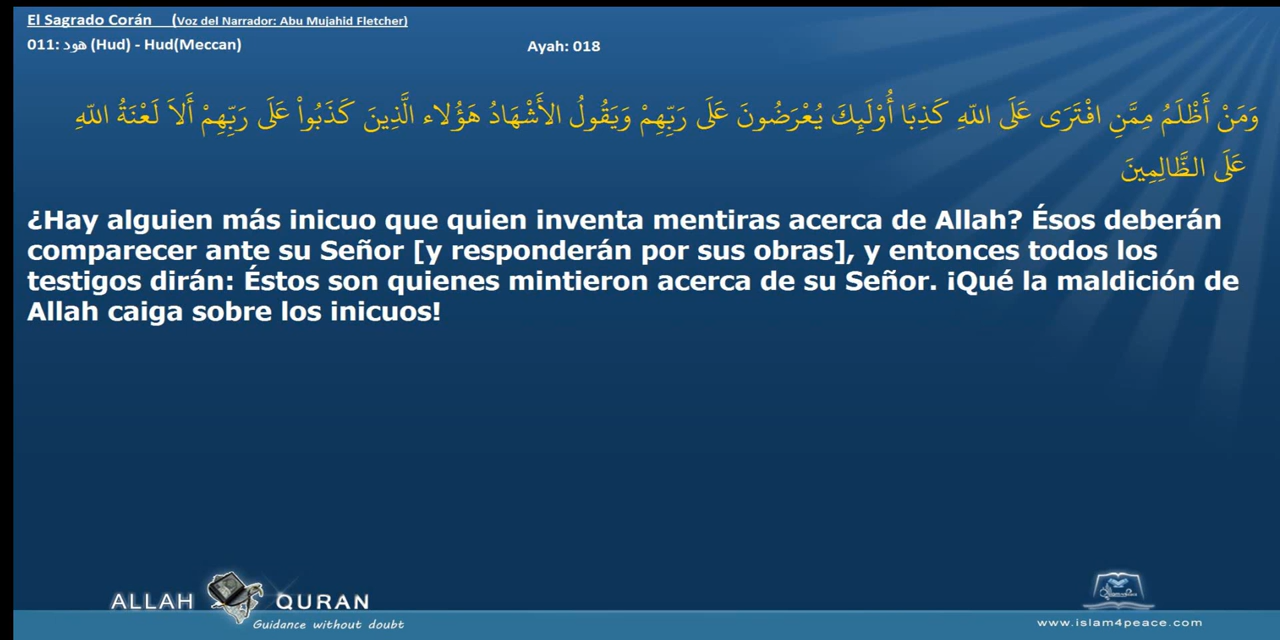 El Sagrado Corán (Voz del Narrador: Abu Mujahid Fletcher)
011: هود (Hud) - Hud(Meccan) Ayah: 018
وَمَنْ أَظْلَمُ مِمَّنِ افْتَرَى عَلَى اللّهِ كَذِبًا أُوْلَئِكَ يُعْرَضُونَ عَلَى رَبِّهِمْ وَيَقُولُ الأَشْهَادُ هَؤُلاء الَّذِينَ كَذَبُواْ عَلَى رَبِّهِمْ أَلاَ لَعْنَةُ اللّهِ
عَلَى الظَّالِمِينَ
¿Hay alguien más inicuo que quien inventa mentiras acerca de Allah? Ésos deberán
comparecer ante su Señor [y responderán por sus obras], y entonces todos los
testigos dirán: Éstos son quienes mintieron acerca de su Señor. ¡Qué la maldición de
Allah caiga sobre los inicuos!
ALLAH QURAN
Guidance without doubt
www.islam4peace.com